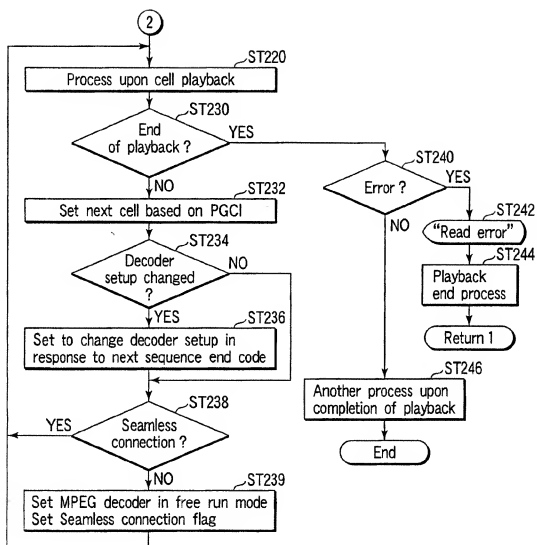 2
ST220
Process upon cell playback
ST230
End
of playback ?
YES
NO
ST240
Error ?
YES
NO
ST232
Set next cell based on PGCI
ST242
"Read error"
ST234
Decoder
setup changed
?
NO
YES
ST244
Playback
end process
Return 1
ST236
Set to change decoder setup in
response to next sequence end code
ST246
Another process upon
completion of playback
End
ST238
Seamless
connection ?
YES
NO
ST239
Set MPEG decoder in free run mode
Set Seamless connection flag